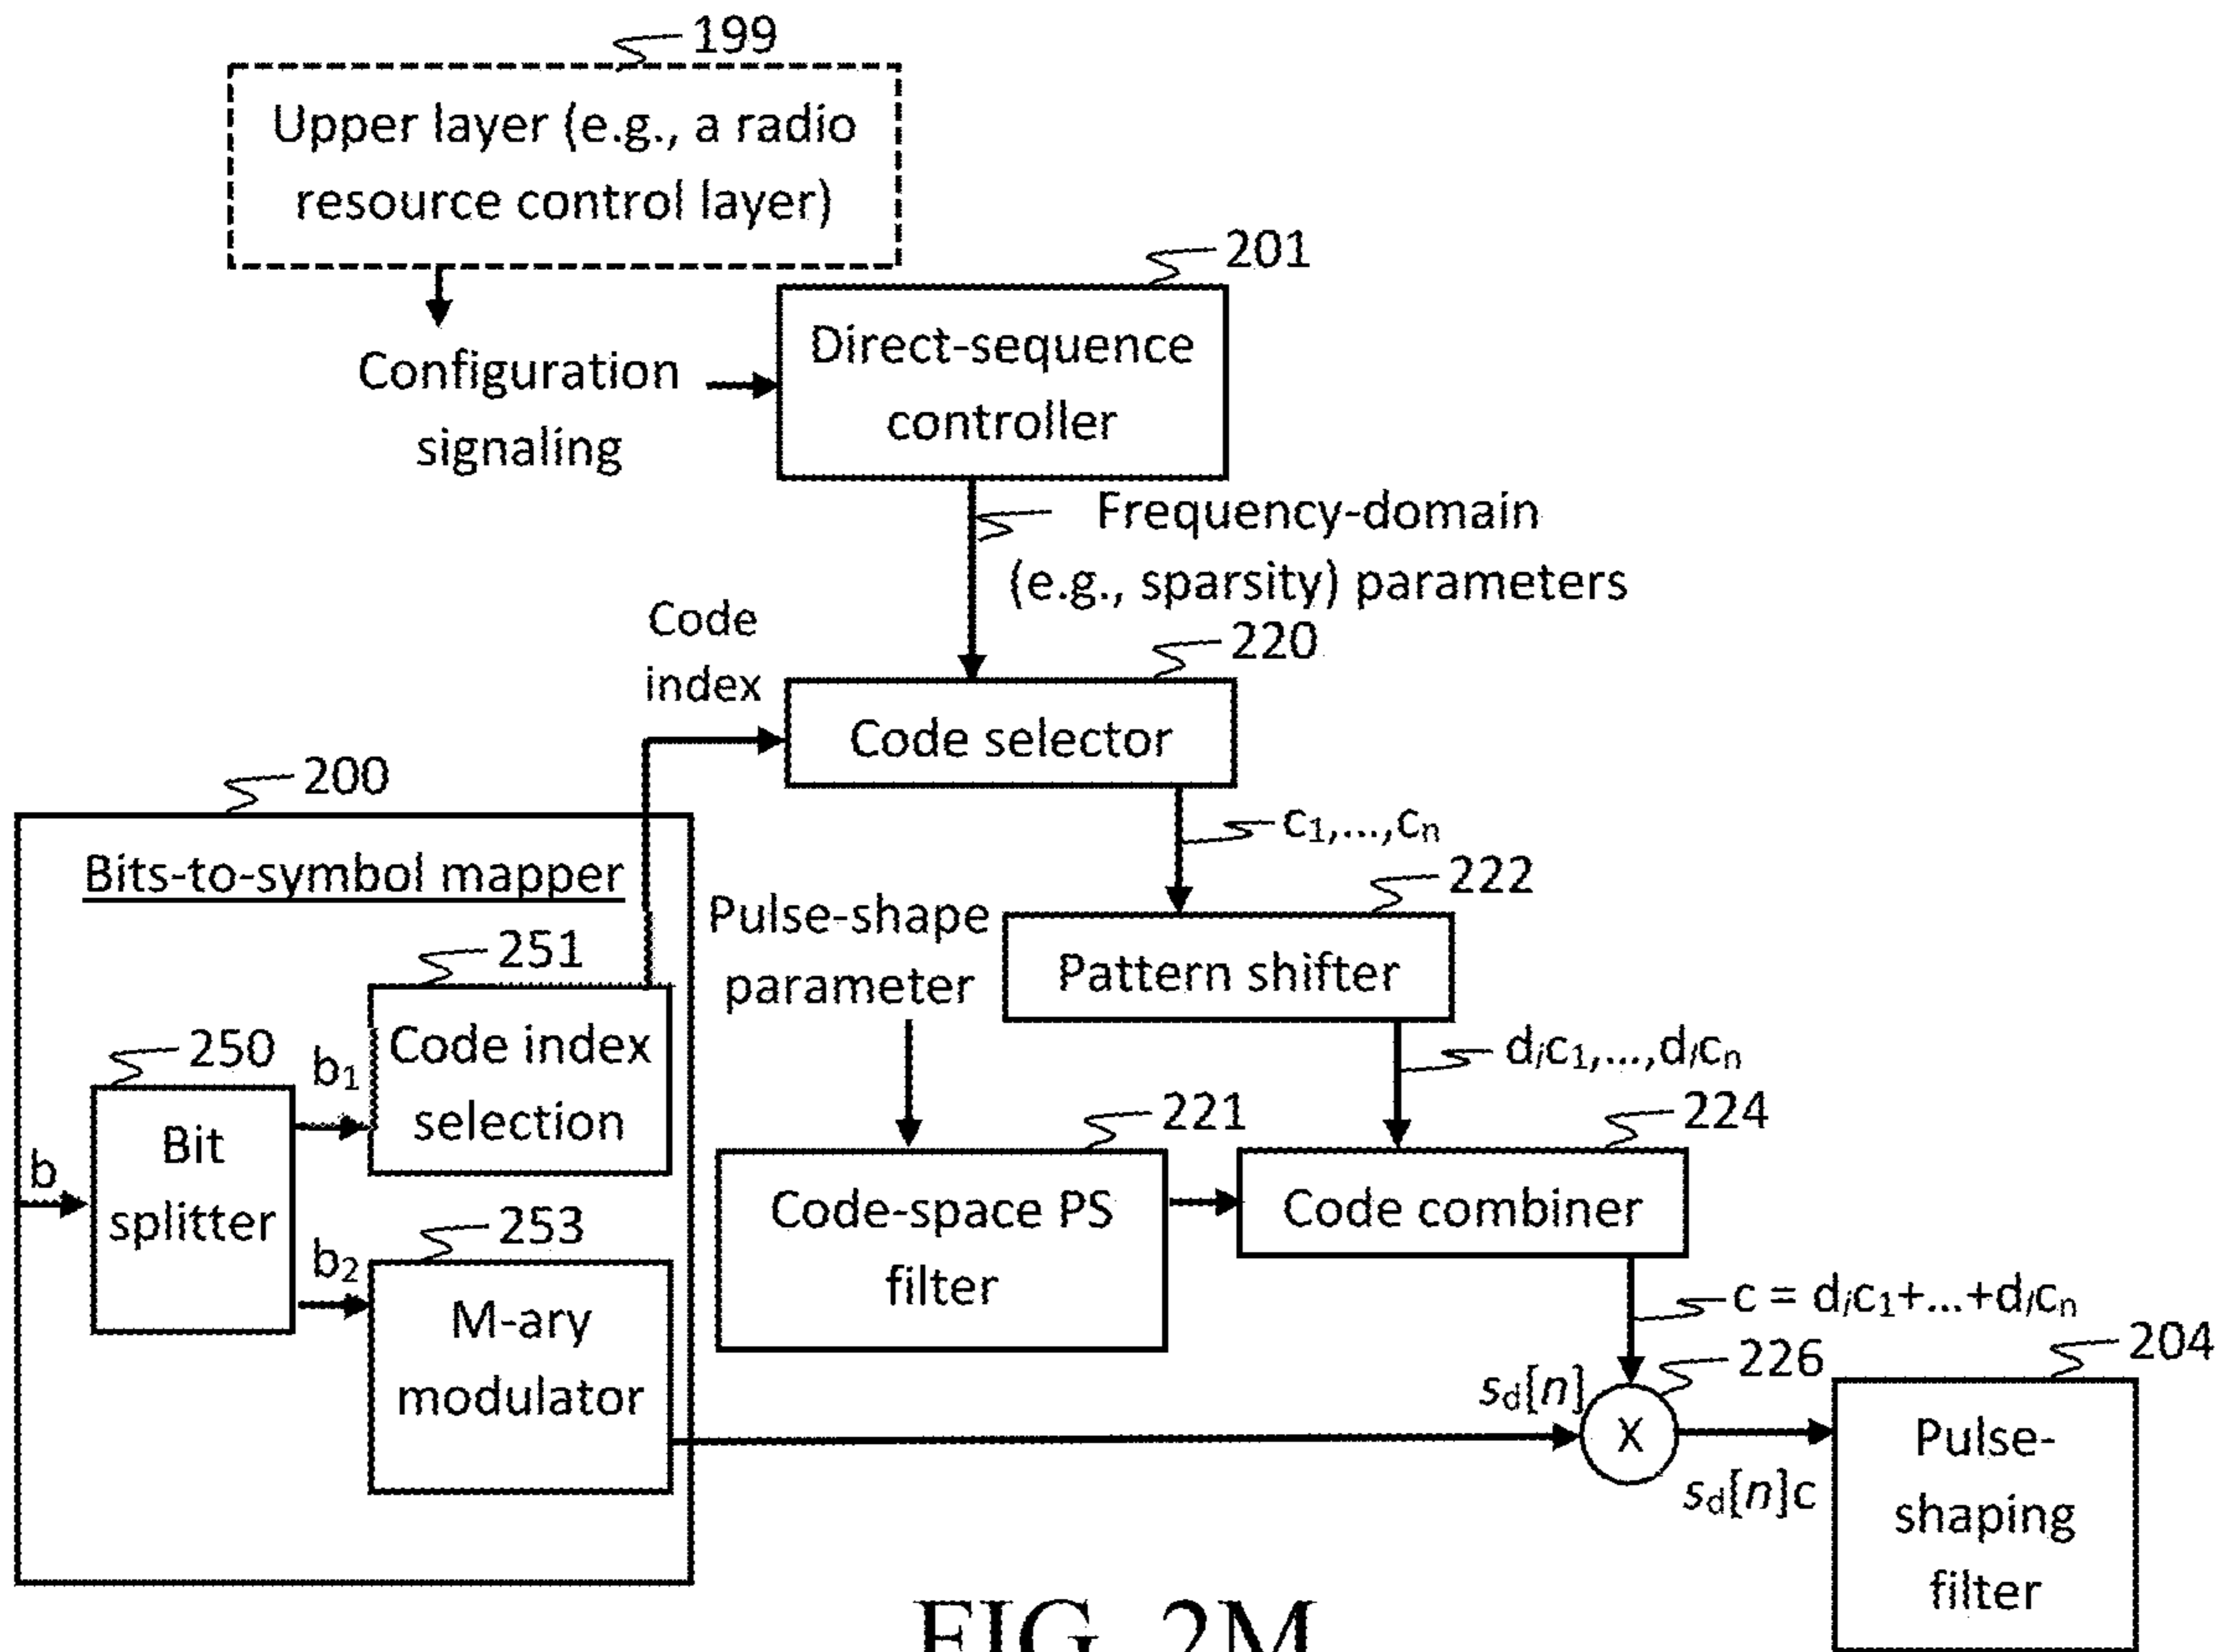 199
Upper layer (e.g., a radio
resource control layer)
201
Configuration
signaling
Direct-sequence
controller
Frequency-domain
(e.g., sparsity) parameters
Code
index
220
Code selector
200
Bits-to-symbol mapper
c1,...,cn
222
Pulse-shape
parameter
Pattern shifter
251
Code index
selection
250
Bit
splitter
b
b1
b2
dic1,...,dicn
221
Code-space PS
filter
224
Code combiner
253
M-ary
modulator
c = dic1+...+dicn
226
sd[n]
X
sd[n]c
204
Pulse-
shaping
filter
FIG. 2M